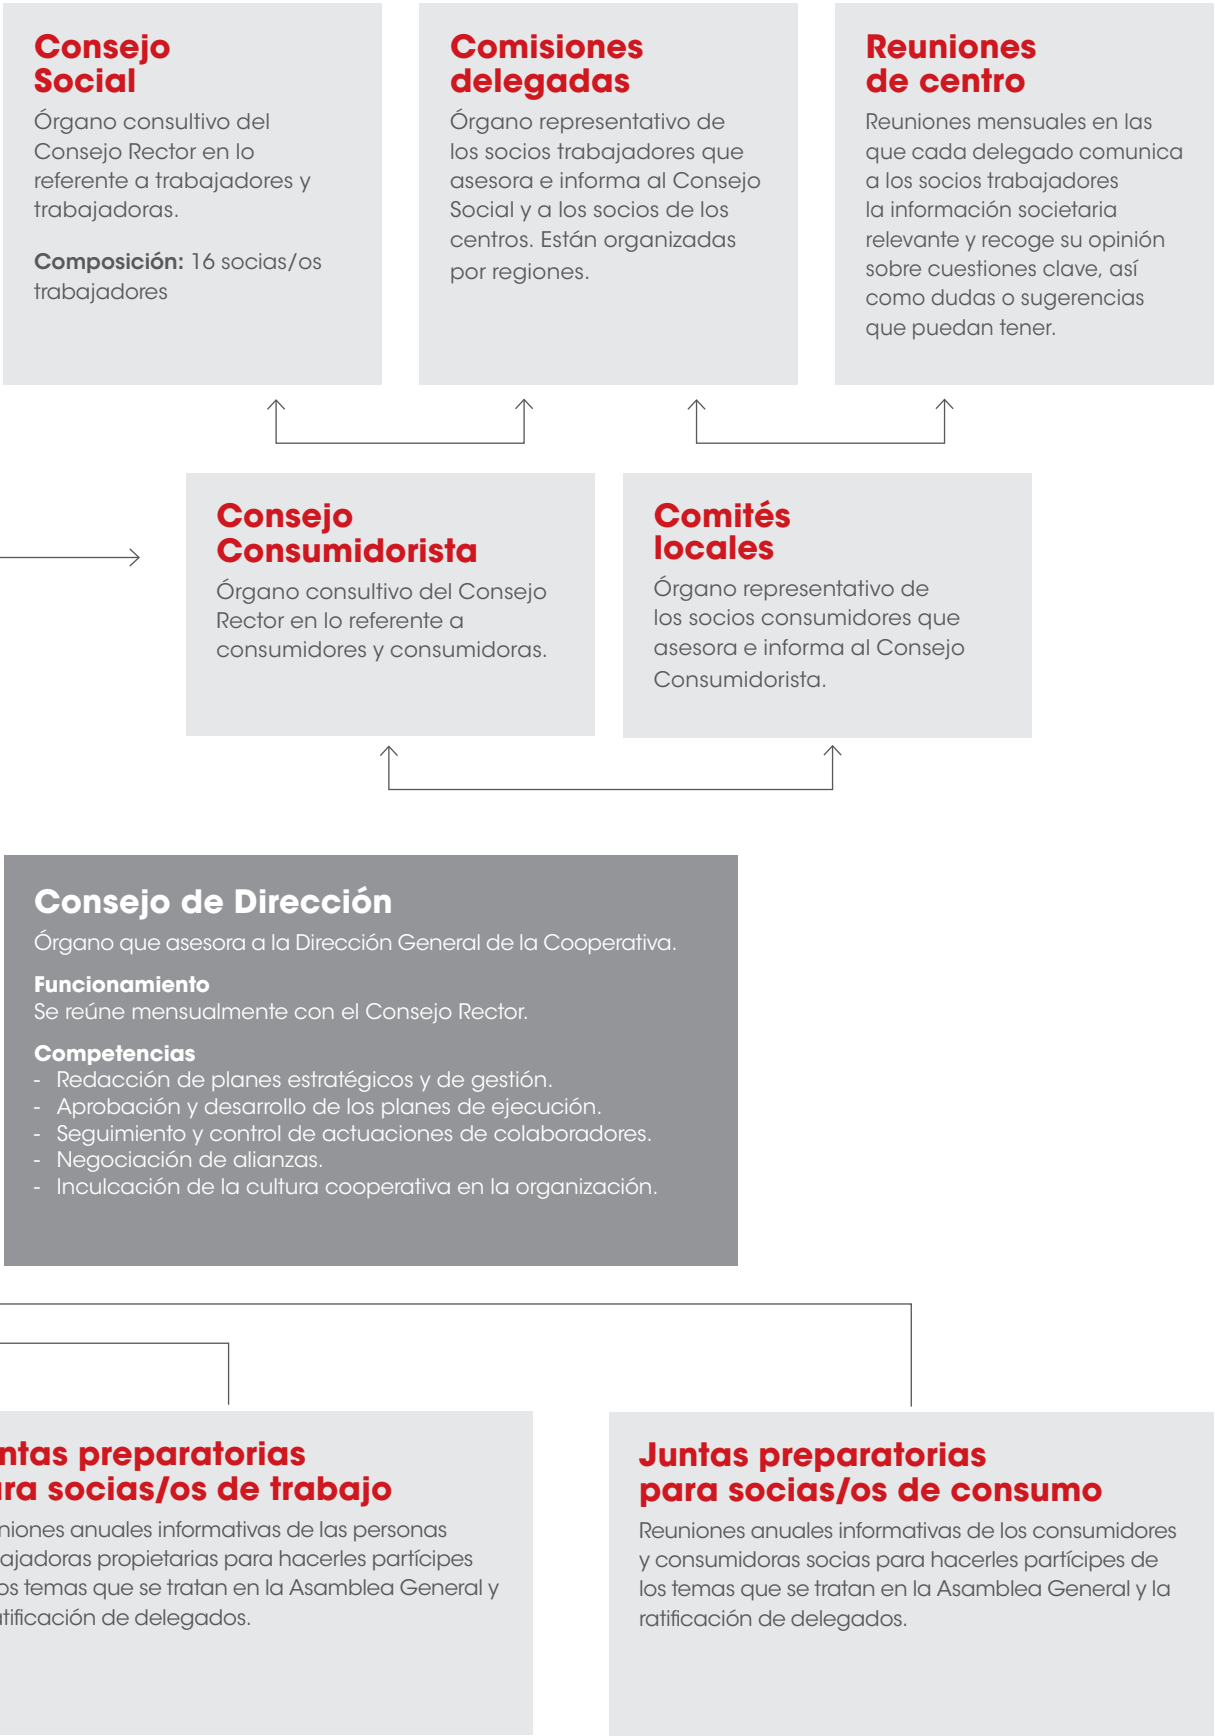 Consejo
Social
Órgano consultivo del
Consejo Rector en lo
referente a trabajadores y
trabajadoras.
Composición: 16 socias/os
trabajadores
Comisiones
delegadas
Órgano representativo de
los socios trabajadores que
asesora e informa al Consejo
Social y a los socios de los
centros. Están organizadas
por regiones.
Reuniones
de centro
Reuniones mensuales en las
que cada delegado comunica
a los socios trabajadores
la información societaria
relevante y recoge su opinión
sobre cuestiones clave, así
como dudas o sugerencias
que puedan tener.
Consejo
Consumidorista
Órgano consultivo del Consejo
Rector en lo referente a
consumidores y consumidoras.
Comités
locales
Órgano representativo de
los socios consumidores que
asesora e informa al Consejo
Consumidorista.
Consejo de Dirección
Órgano que asesora a la Dirección General de la Cooperativa.
Funcionamiento
Se reúne mensualmente con el Consejo Rector.
Competencias
- Redacción de planes estratégicos y de gestión.
- Aprobación y desarrollo de los planes de ejecución.
- Seguimiento y control de actuaciones de colaboradores.
- Negociación de alianzas.
- Inculcación de la cultura cooperativa en la organización.
ntas preparatorias
ra socias/os de trabajo
niones anuales informativas de las personas
ajadoras propietarias para hacerles partícipes
os temas que se tratan en la Asamblea General y
atificación de delegados.
Juntas preparatorias
para socias/os de consumo
Reuniones anuales informativas de los consumidores
y consumidoras socias para hacerles partícipes de
los temas que se tratan en la Asamblea General y la
ratificación de delegados.